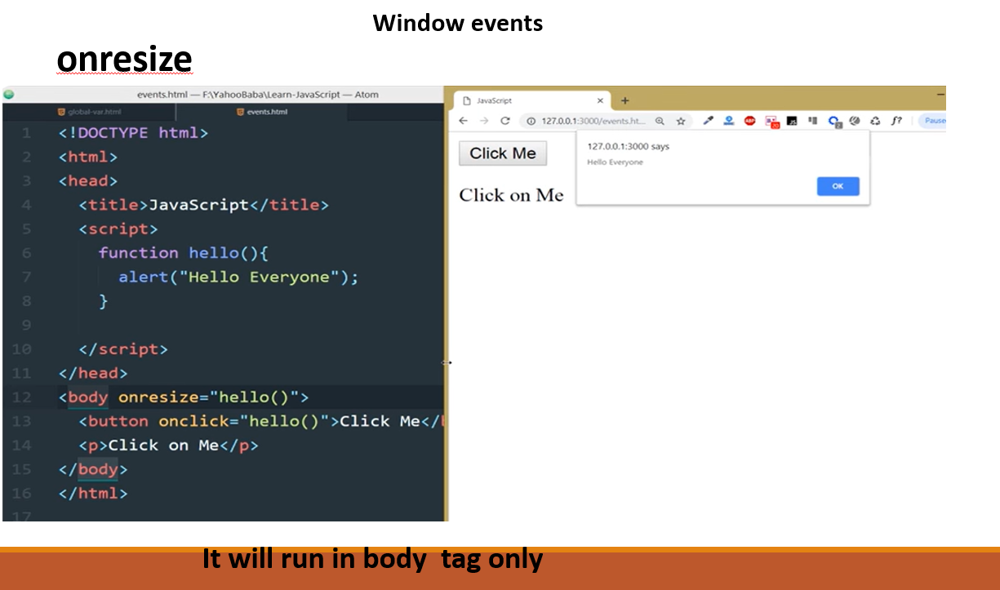 Window events
onresize
events.html — F:\YahooBaba\Learn-JavaScript — Atom
global-var.html
events.html
1 <!DOCTYPE html>
2 <html>
3 <head>
4 <title>JavaScript</title>
5 <script>
6 function hello(){
7 alert("Hello Everyone");
8 }
9
10 </script>
11 </head>
12 <body onresize="hello()">
13 <button onclick="hello()">Click Me</
14 <p>Click on Me</p>
15 </body>
16 </html>
17
JavaScript
127.0.0.1:3000/events.ht...
ABP
f?
Pause
Click Me
Click on Me
127.0.0.1:3000 says
Hello Everyone
OK
It will run in body tag only